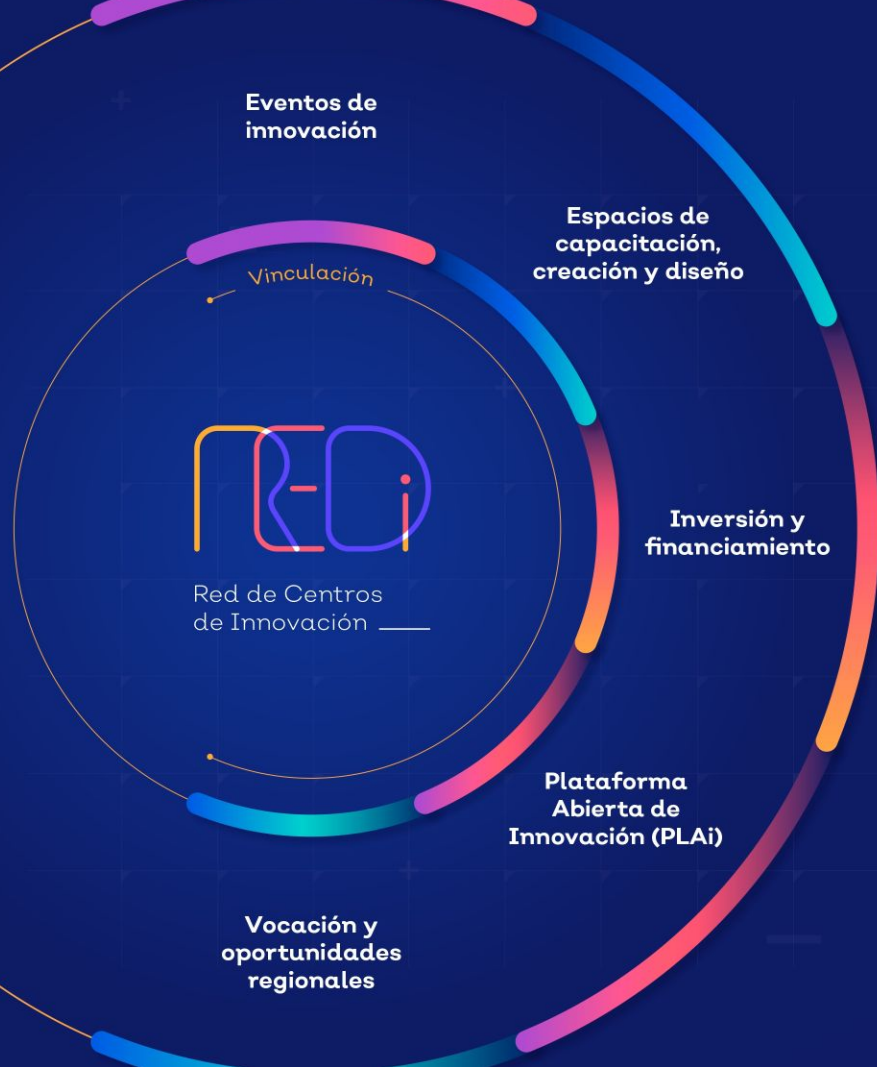 Eventos de
innovación
Espacios de
capacitación,
creación y diseño
Vinculación
REDi
Red de Centros
de Innovación
Inversión y
financiamiento
Plataforma
Abierta de
Innovación (PLAi)
Vocación y
oportunidades
regionales